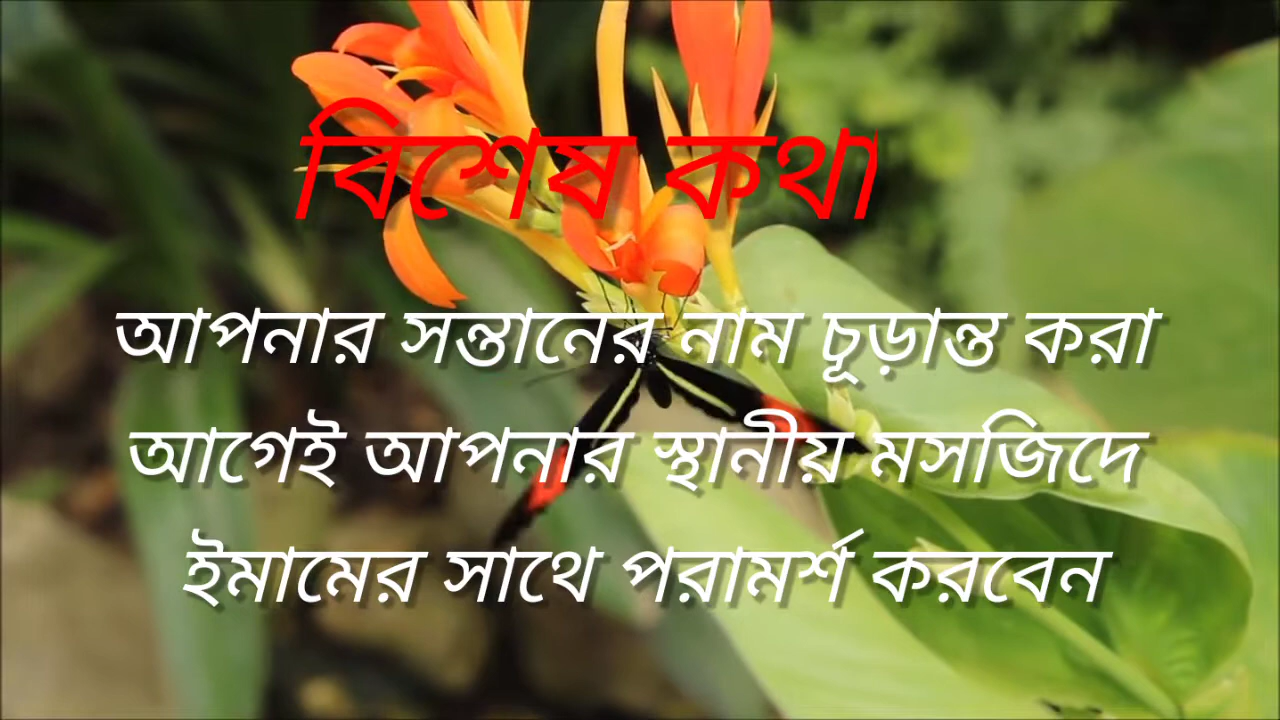 বিশেষ কথা
আপনার সন্তানের নাম চূড়ান্ত করা
আগেই আপনার স্থানীয় মসজিদে
ইমামের সাথে পরামর্শ করবেন